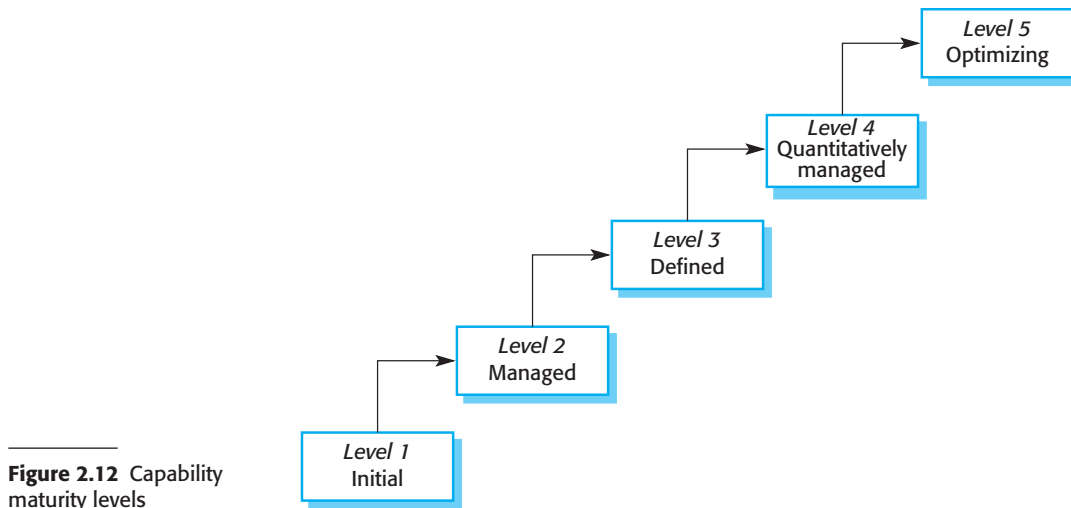 Level 5
Optimizing
Level 4
Quantitatively
managed
Level 3
Defined
Level 2
Managed
Level 1
Initial
Figure 2.12 Capability
maturity levels